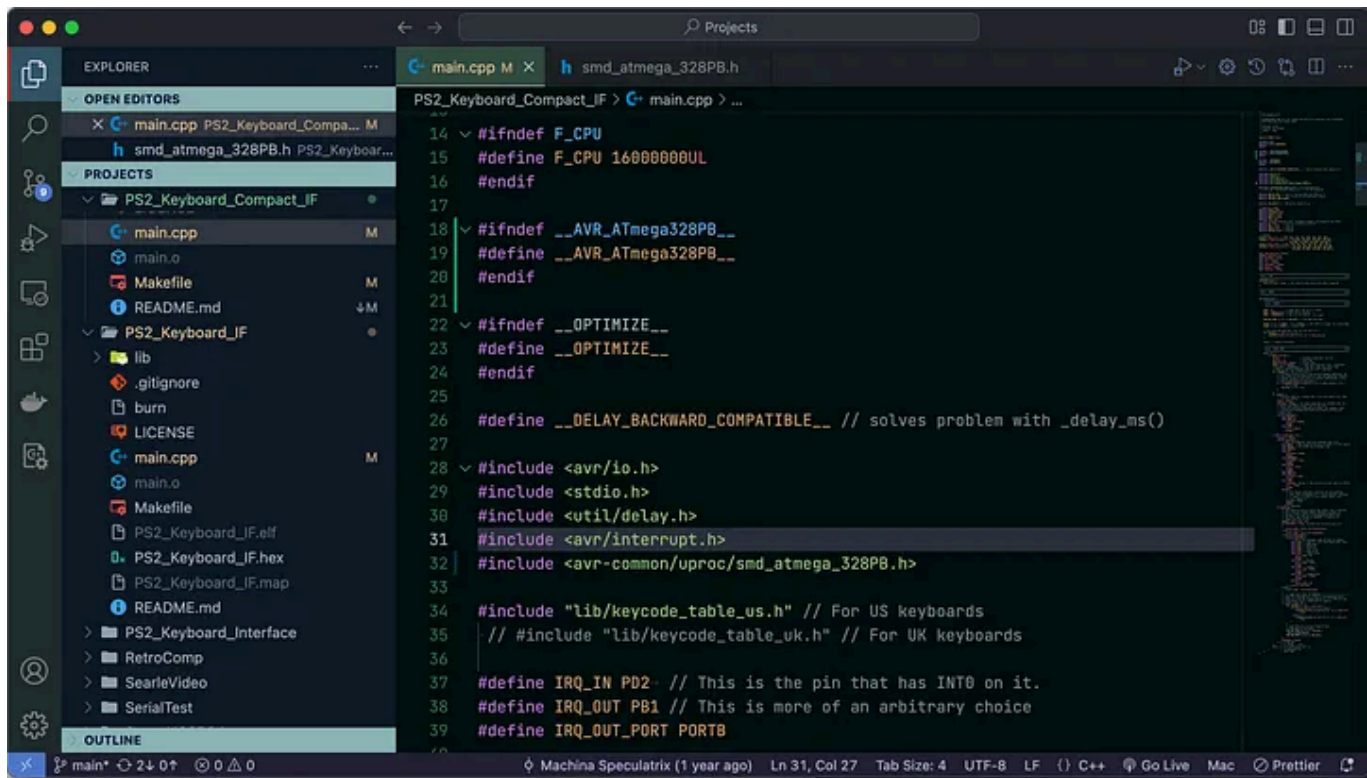 Projects
EXPLORER
main.cpp M
smd_atmega_328PB.h
OPEN EDITORS
main.cpp PS2_Keyboard_Compa... M
smd_atmega_328PB.h PS2_Keyboar...
PROJECTS
PS2_Keyboard_Compact_IF
main.cpp M
main.o
Makefile M
README.md ↓M
PS2_Keyboard_IF
lib
.gitignore
burn
LICENSE
main.cpp M
main.o
Makefile
PS2_Keyboard_IF.elf
PS2_Keyboard_IF.hex
PS2_Keyboard_IF.map
README.md
PS2_Keyboard_Interface
RetroComp
SearleVideo
SerialTest
OUTLINE
PS2_Keyboard_Compact_IF > main.cpp > ...
14 #ifndef F_CPU
15 #define F_CPU 16000000UL
16 #endif
17
18 #ifndef __AVR_ATmega328PB__
19 #define __AVR_ATmega328PB__
20 #endif
21
22 #ifndef __OPTIMIZE__
23 #define __OPTIMIZE__
24 #endif
25
26 #define __DELAY_BACKWARD_COMPATIBLE__ // solves problem with _delay_ms()
27
28 #include <avr/io.h>
29 #include <stdio.h>
30 #include <util/delay.h>
31 #include <avr/interrupt.h>
32 #include <avr-common/uproc/smd_atmega_328PB.h>
33
34 #include "lib/keycode_table_us.h" // For US keyboards
35 // #include "lib/keycode_table_uk.h" // For UK keyboards
36
37 #define IRQ_IN PD2 // This is the pin that has INT0 on it.
38 #define IRQ_OUT PB1 // This is more of an arbitrary choice
39 #define IRQ_OUT_PORT PORTB
9
main* 2↓ 0↑ 0 0 Machina Speculatrix (1 year ago) Ln 31, Col 27 Tab Size: 4 UTF-8 LF {} C++ Go Live Mac Prettier